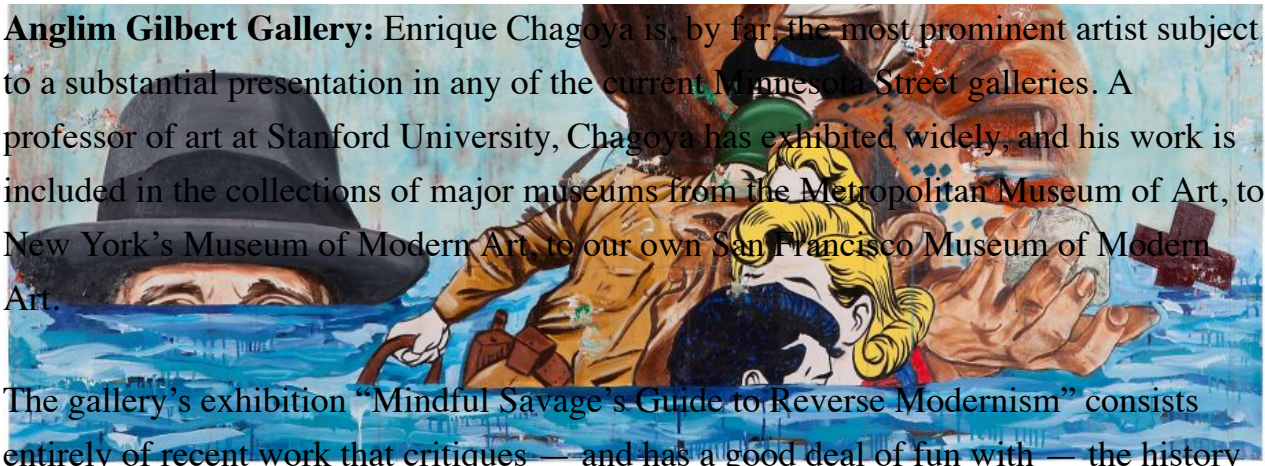 Anglim Gilbert Gallery: Enrique Chagoya is, by far, the most prominent artist subject
to a substantial presentation in any of the current Minnesota Street galleries. A
professor of art at Stanford University, Chagoya has exhibited widely, and his work is
included in the collections of major museums from the Metropolitan Museum of Art, to
New York’s Museum of Modern Art, to our own San Francisco Museum of Modern
Art.
The gallery’s exhibition “Mindful Savage’s Guide to Reverse Modernism” consists
entirely of recent work that critiques — and has a good deal of fun with — the history